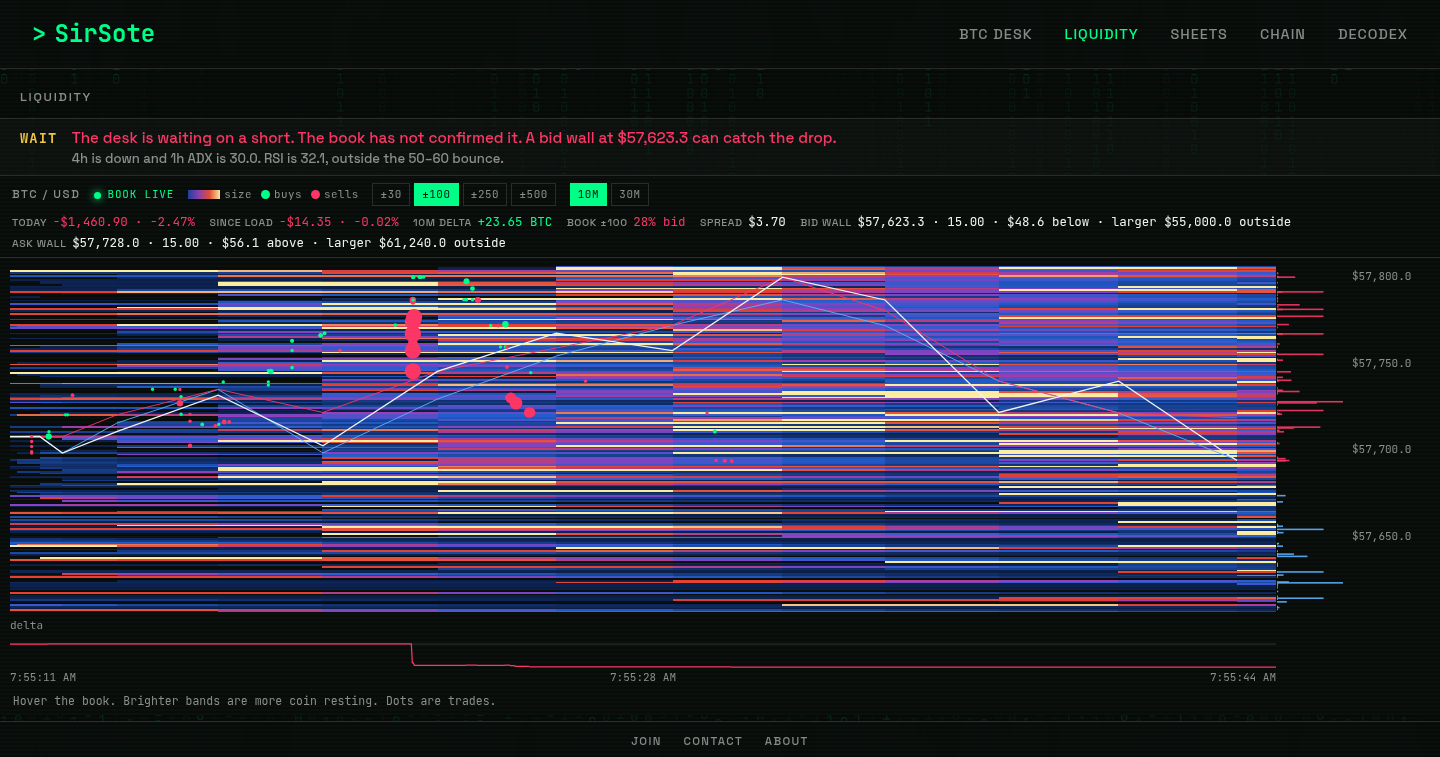 > SirSote
BTC DESK LIQUIDITY SHEETS CHAIN DECODEX
LIQUIDITY
WAIT The desk is waiting on a short. The book has not confirmed it. A bid wall at $57,623.3 can catch the drop.
4h is down and 1h ADX is 30.0. RSI is 32.1, outside the 50–60 bounce.
BTC / USD BOOK LIVE size buys sells ±30 ±100 ±250 ±500 10M 30M
TODAY -$1,460.90 · -2.47% SINCE LOAD -$14.35 · -0.02% 10M DELTA +23.65 BTC BOOK ±100 28% bid SPREAD $3.70 BID WALL $57,623.3 · 15.00 · $48.6 below · larger $55,000.0 outside
ASK WALL $57,728.0 · 15.00 · $56.1 above · larger $61,240.0 outside
$57,800.0
$57,750.0
$57,700.0
$57,650.0
delta
7:55:11 AM 7:55:28 AM 7:55:44 AM
Hover the book. Brighter bands are more coin resting. Dots are trades.
JOIN CONTACT ABOUT